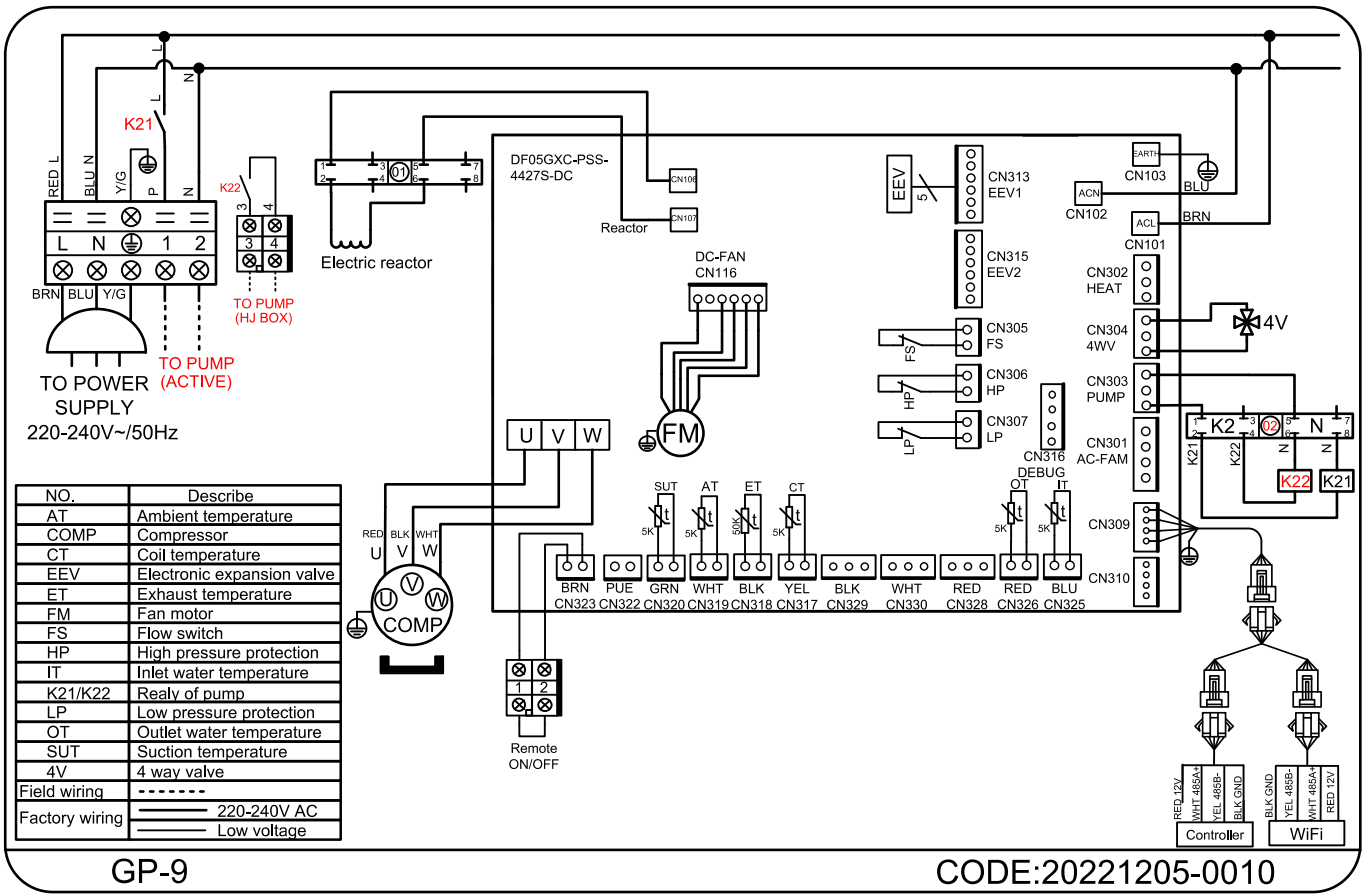 L
N
L
K21
RED L
BLU N
Y/G
P
N
K22
3
4
L N 1 2
3 4
BRN BLU Y/G
TO PUMP
(HJ BOX)
TO PUMP
(ACTIVE)
TO POWER
SUPPLY
220-240V~/50Hz
1 3 5 7
01
2 4 6 8
Electric reactor
DF05GXC-PSS-
4427S-DC
CN106
CN107
Reactor
DC-FAN
CN116
FM
U V W
EEV
5
CN313
EEV1
CN315
EEV2
FS
CN305
FS
HP
CN306
HP
LP
CN307
LP
CN316
DEBUG
EARTH
CN103
ACN
CN102
BLU
ACL
CN101
BRN
CN302
HEAT
CN304
4WV
4V
CN303
PUMP
CN301
AC-FAM
CN309
CN310
1 3 5 7
K2 02 N
2 4 6 8
K21 K22 N N
K22 K21
SUT AT ET CT OT IT
t t t t t t
5K 5K 50K 5K 5K 5K
BRN PUE GRN WHT BLK YEL BLK WHT RED RED BLU
CN323 CN322 CN320 CN319 CN318 CN317 CN329 CN330 CN328 CN326 CN325
RED BLK WHT
U V W
V
U W
COMP
1 2
Remote
ON/OFF
RED 12V
WHT 485A+
YEL 485B-
BLK GND
Controller
BLK GND
YEL 485B-
WHT 485A+
RED 12V
WiFi
NO. Describe
AT Ambient temperature
COMP Compressor
CT Coil temperature
EEV Electronic expansion valve
ET Exhaust temperature
FM Fan motor
FS Flow switch
HP High pressure protection
IT Inlet water temperature
K21/K22 Realy of pump
LP Low pressure protection
OT Outlet water temperature
SUT Suction temperature
4V 4 way valve
Field wiring
Factory wiring 220-240V AC
Low voltage
GP-9
CODE:20221205-0010